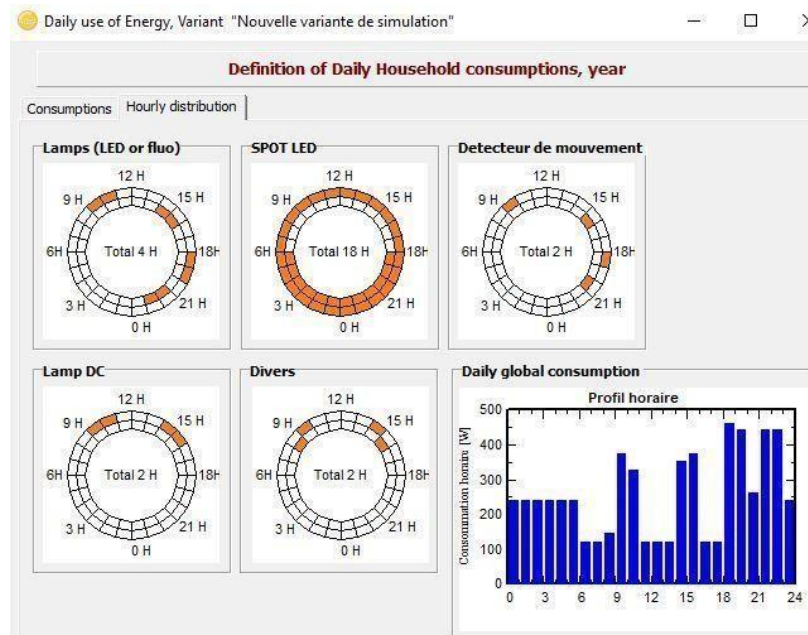 Daily use of Energy, Variant "Nouvelle variante de simulation"
Definition of Daily Household consumptions, year
Consumptions
Hourly distribution
Lamps (LED or fluo)
12 H
9 H
15 H
6H
Total 4 H
18H
3 H
21 H
0 H
SPOT LED
12 H
9 H
15 H
6H
Total 18 H
18H
3 H
21 H
0 H
Detecteur de mouvement
12 H
9 H
15 H
6H
Total 2 H
18H
3 H
21 H
0 H
Lamp DC
12 H
9 H
15 H
6H
Total 2 H
18H
3 H
21 H
0 H
Divers
12 H
9 H
15 H
6H
Total 2 H
18H
3 H
21 H
0 H
Daily global consumption
Profil horaire
Consommation horaire [W]
500
400
300
200
100
0
0 3 6 9 12 15 18 21 24